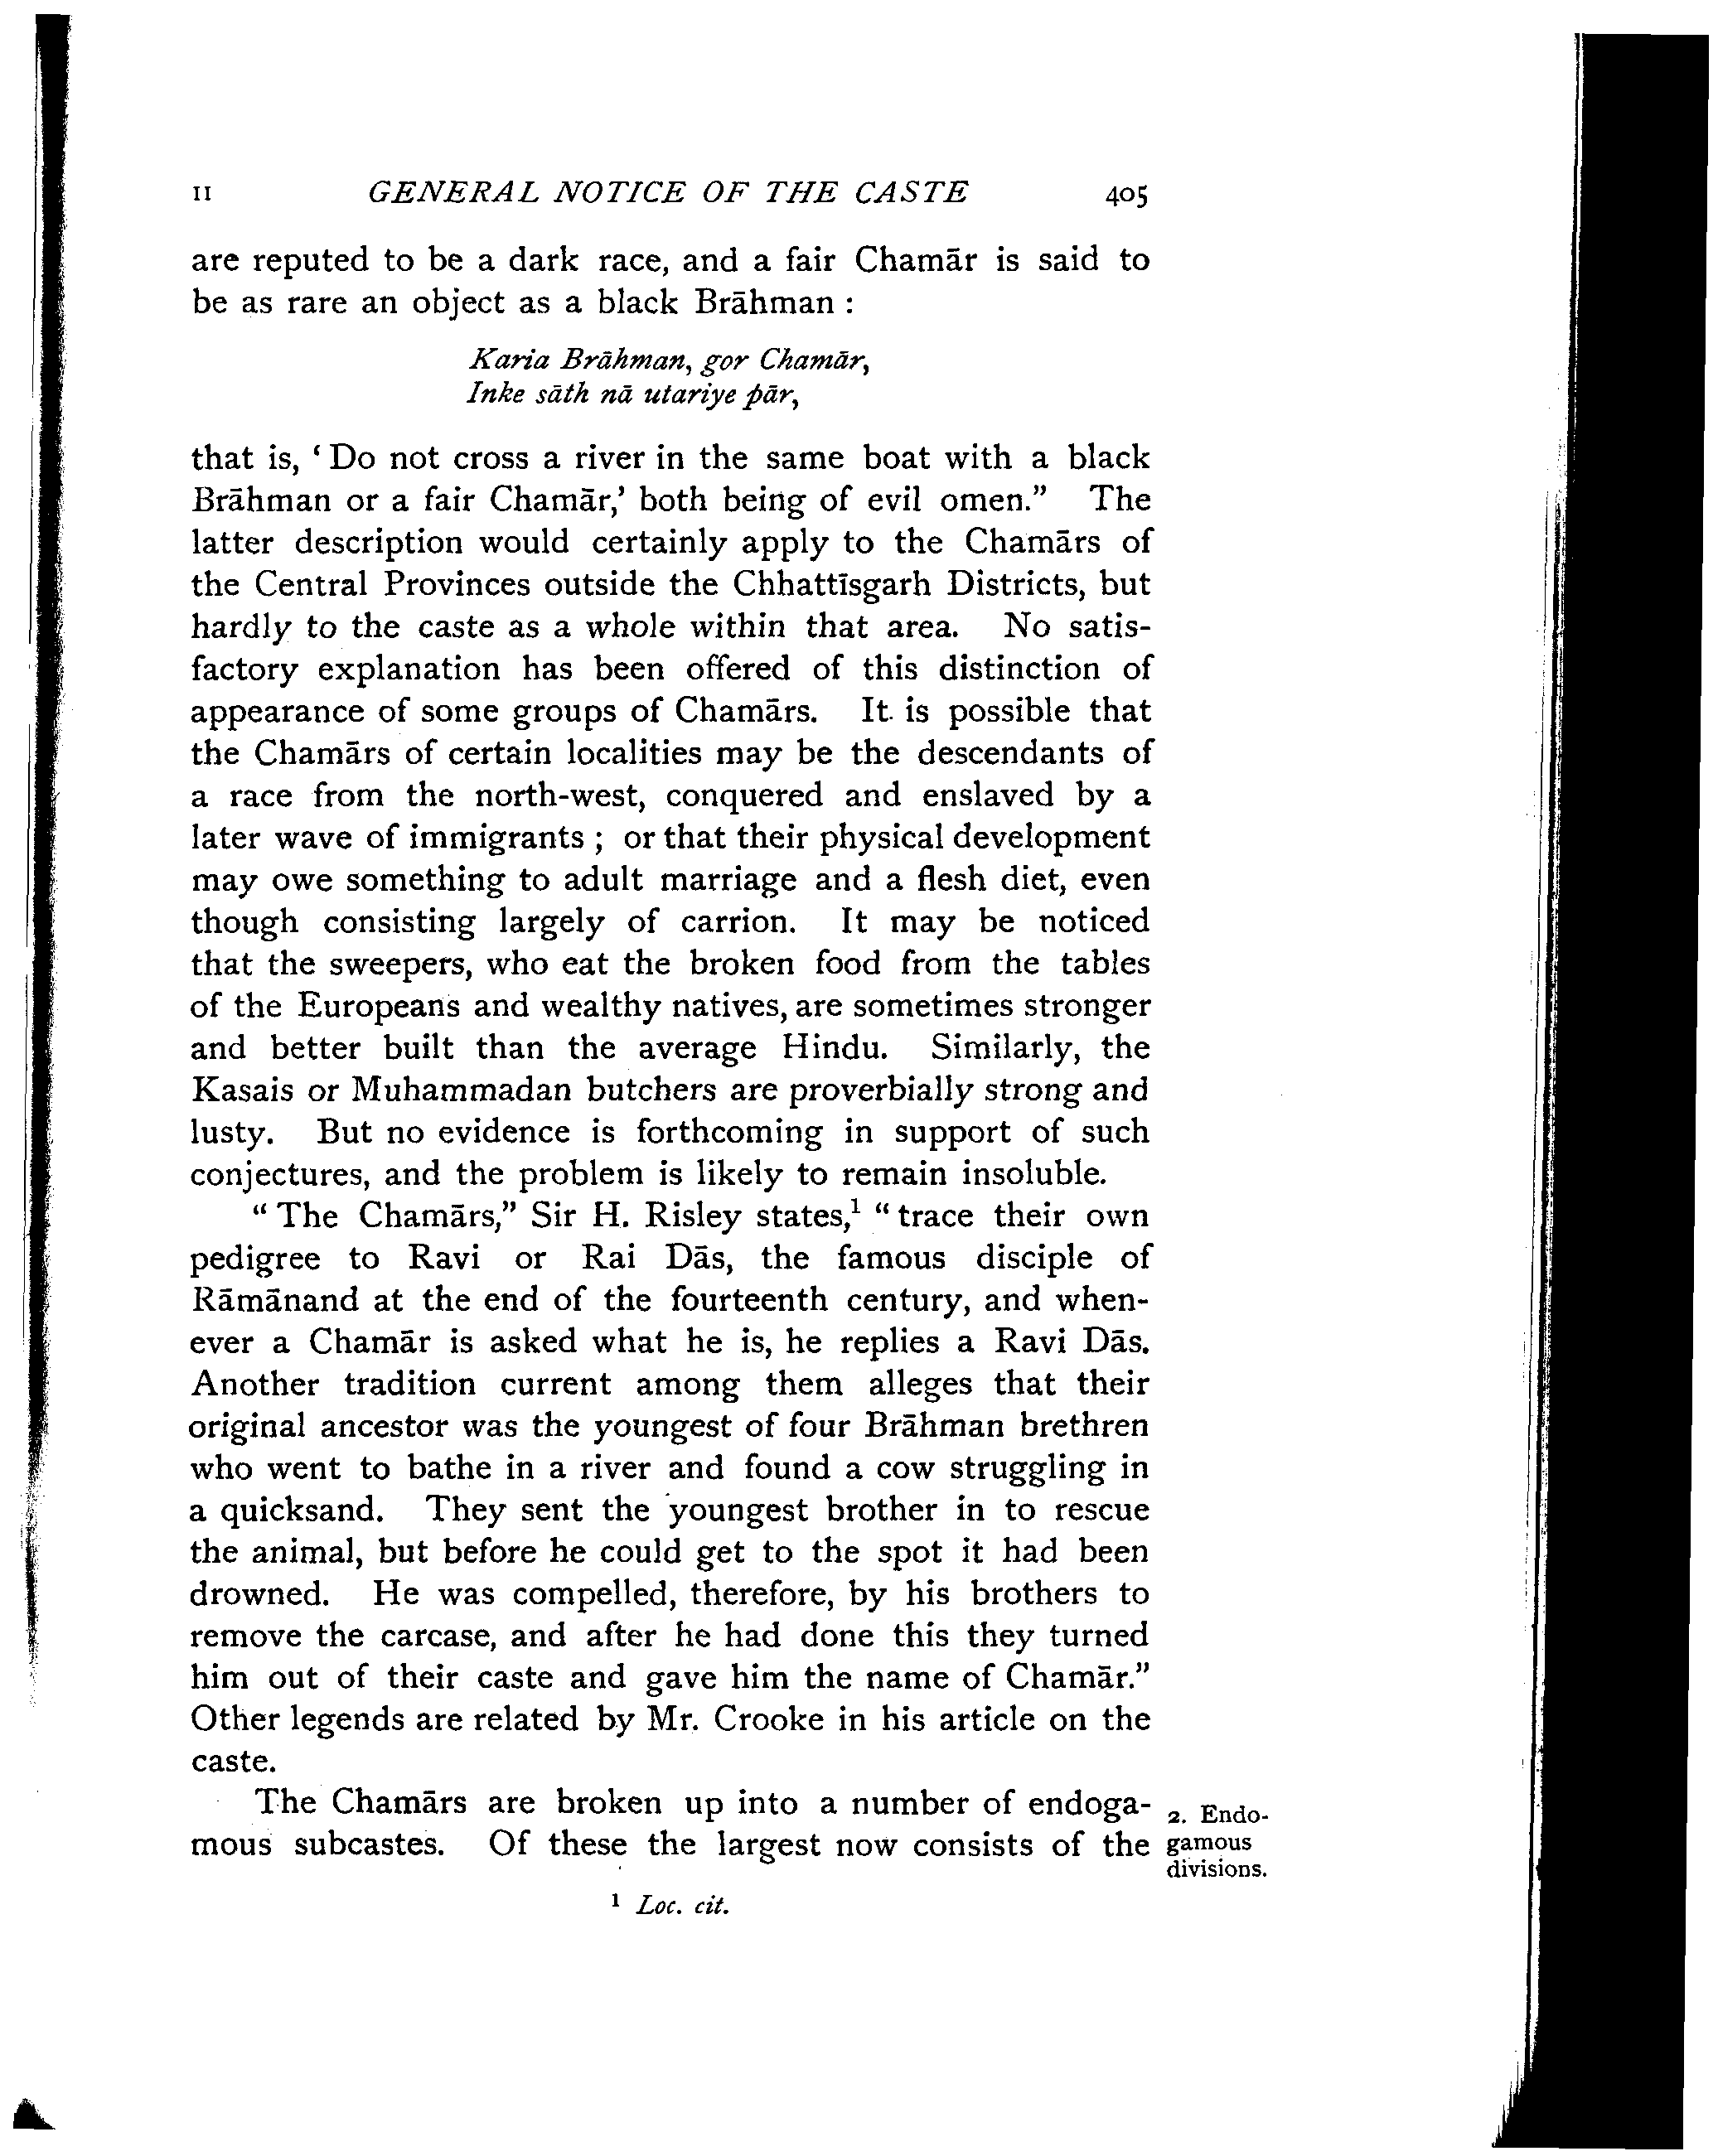 II GENERAL NOTICE OF THE CASTE 405
are reputed to be a dark race, and a fair Chamār is said to
be as rare an object as a black Brāhman :
Karia Brāhman, gor Chamār,
Inke sāth nā utariye pār,
that is, ‘ Do not cross a river in the same boat with a black
Brāhman or a fair Chamār,’ both being of evil omen.” The
latter description would certainly apply to the Chamārs of
the Central Provinces outside the Chhattīsgarh Districts, but
hardly to the caste as a whole within that area. No satis-
factory explanation has been offered of this distinction of
appearance of some groups of Chamārs. It is possible that
the Chamārs of certain localities may be the descendants of
a race from the north-west, conquered and enslaved by a
later wave of immigrants ; or that their physical development
may owe something to adult marriage and a flesh diet, even
though consisting largely of carrion. It may be noticed
that the sweepers, who eat the broken food from the tables
of the Europeans and wealthy natives, are sometimes stronger
and better built than the average Hindu. Similarly, the
Kasais or Muhammadan butchers are proverbially strong and
lusty. But no evidence is forthcoming in support of such
conjectures, and the problem is likely to remain insoluble.
“ The Chamārs,” Sir H. Risley states,¹ “ trace their own
pedigree to Ravi or Rai Dās, the famous disciple of
Rāmānand at the end of the fourteenth century, and when-
ever a Chamār is asked what he is, he replies a Ravi Dās.
Another tradition current among them alleges that their
original ancestor was the youngest of four Brāhman brethren
who went to bathe in a river and found a cow struggling in
a quicksand. They sent the youngest brother in to rescue
the animal, but before he could get to the spot it had been
drowned. He was compelled, therefore, by his brothers to
remove the carcase, and after he had done this they turned
him out of their caste and gave him the name of Chamār.”
Other legends are related by Mr. Crooke in his article on the
caste.
The Chamārs are broken up into a number of endoga-
mous subcastes. Of these the largest now consists of the
2. Endo-
gamous
divisions.
¹ Loc. cit.